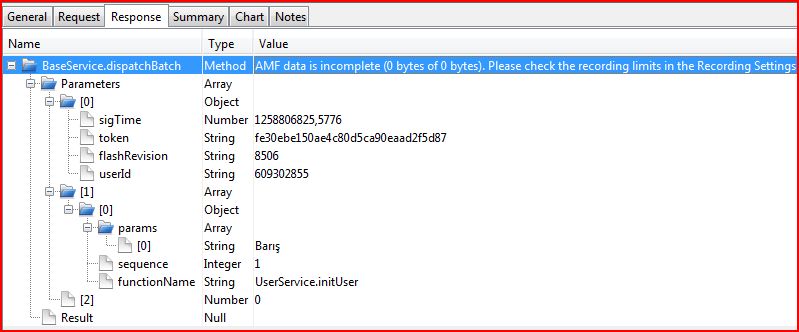 General Request Response Summary Chart Notes
Name Type Value
BaseService.dispatchBatch Method AMF data is incomplete (0 bytes of 0 bytes). Please check the recording limits in the Recording Settings
Parameters Array
[0] Object
sigTime Number 1258806825,5776
token String fe30ebe150ae4c80d5ca90eaad2f5d87
flashRevision String 8506
userId String 609302855
[1] Array
[0] Object
params Array
[0] String Barış
sequence Integer 1
functionName String UserService.initUser
[2] Number 0
Result Null